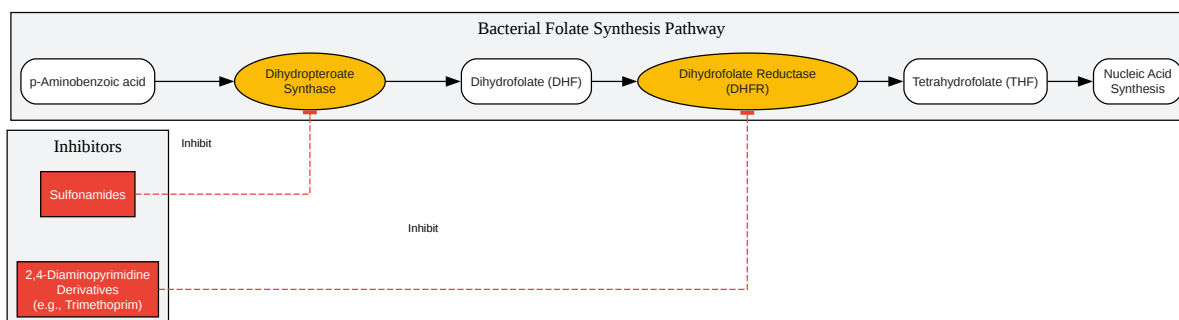 Bacterial Folate Synthesis Pathway
p-Aminobenzoic acid
Dihydropteroate
Synthase
Dihydrofolate (DHF)
Dihydrofolate Reductase
(DHFR)
Tetrahydrofolate (THF)
Nucleic Acid
Synthesis
Inhibitors
Inhibit
Sulfonamides
Inhibit
2,4-Diaminopyrimidine
Derivatives
(e.g., Trimethoprim)